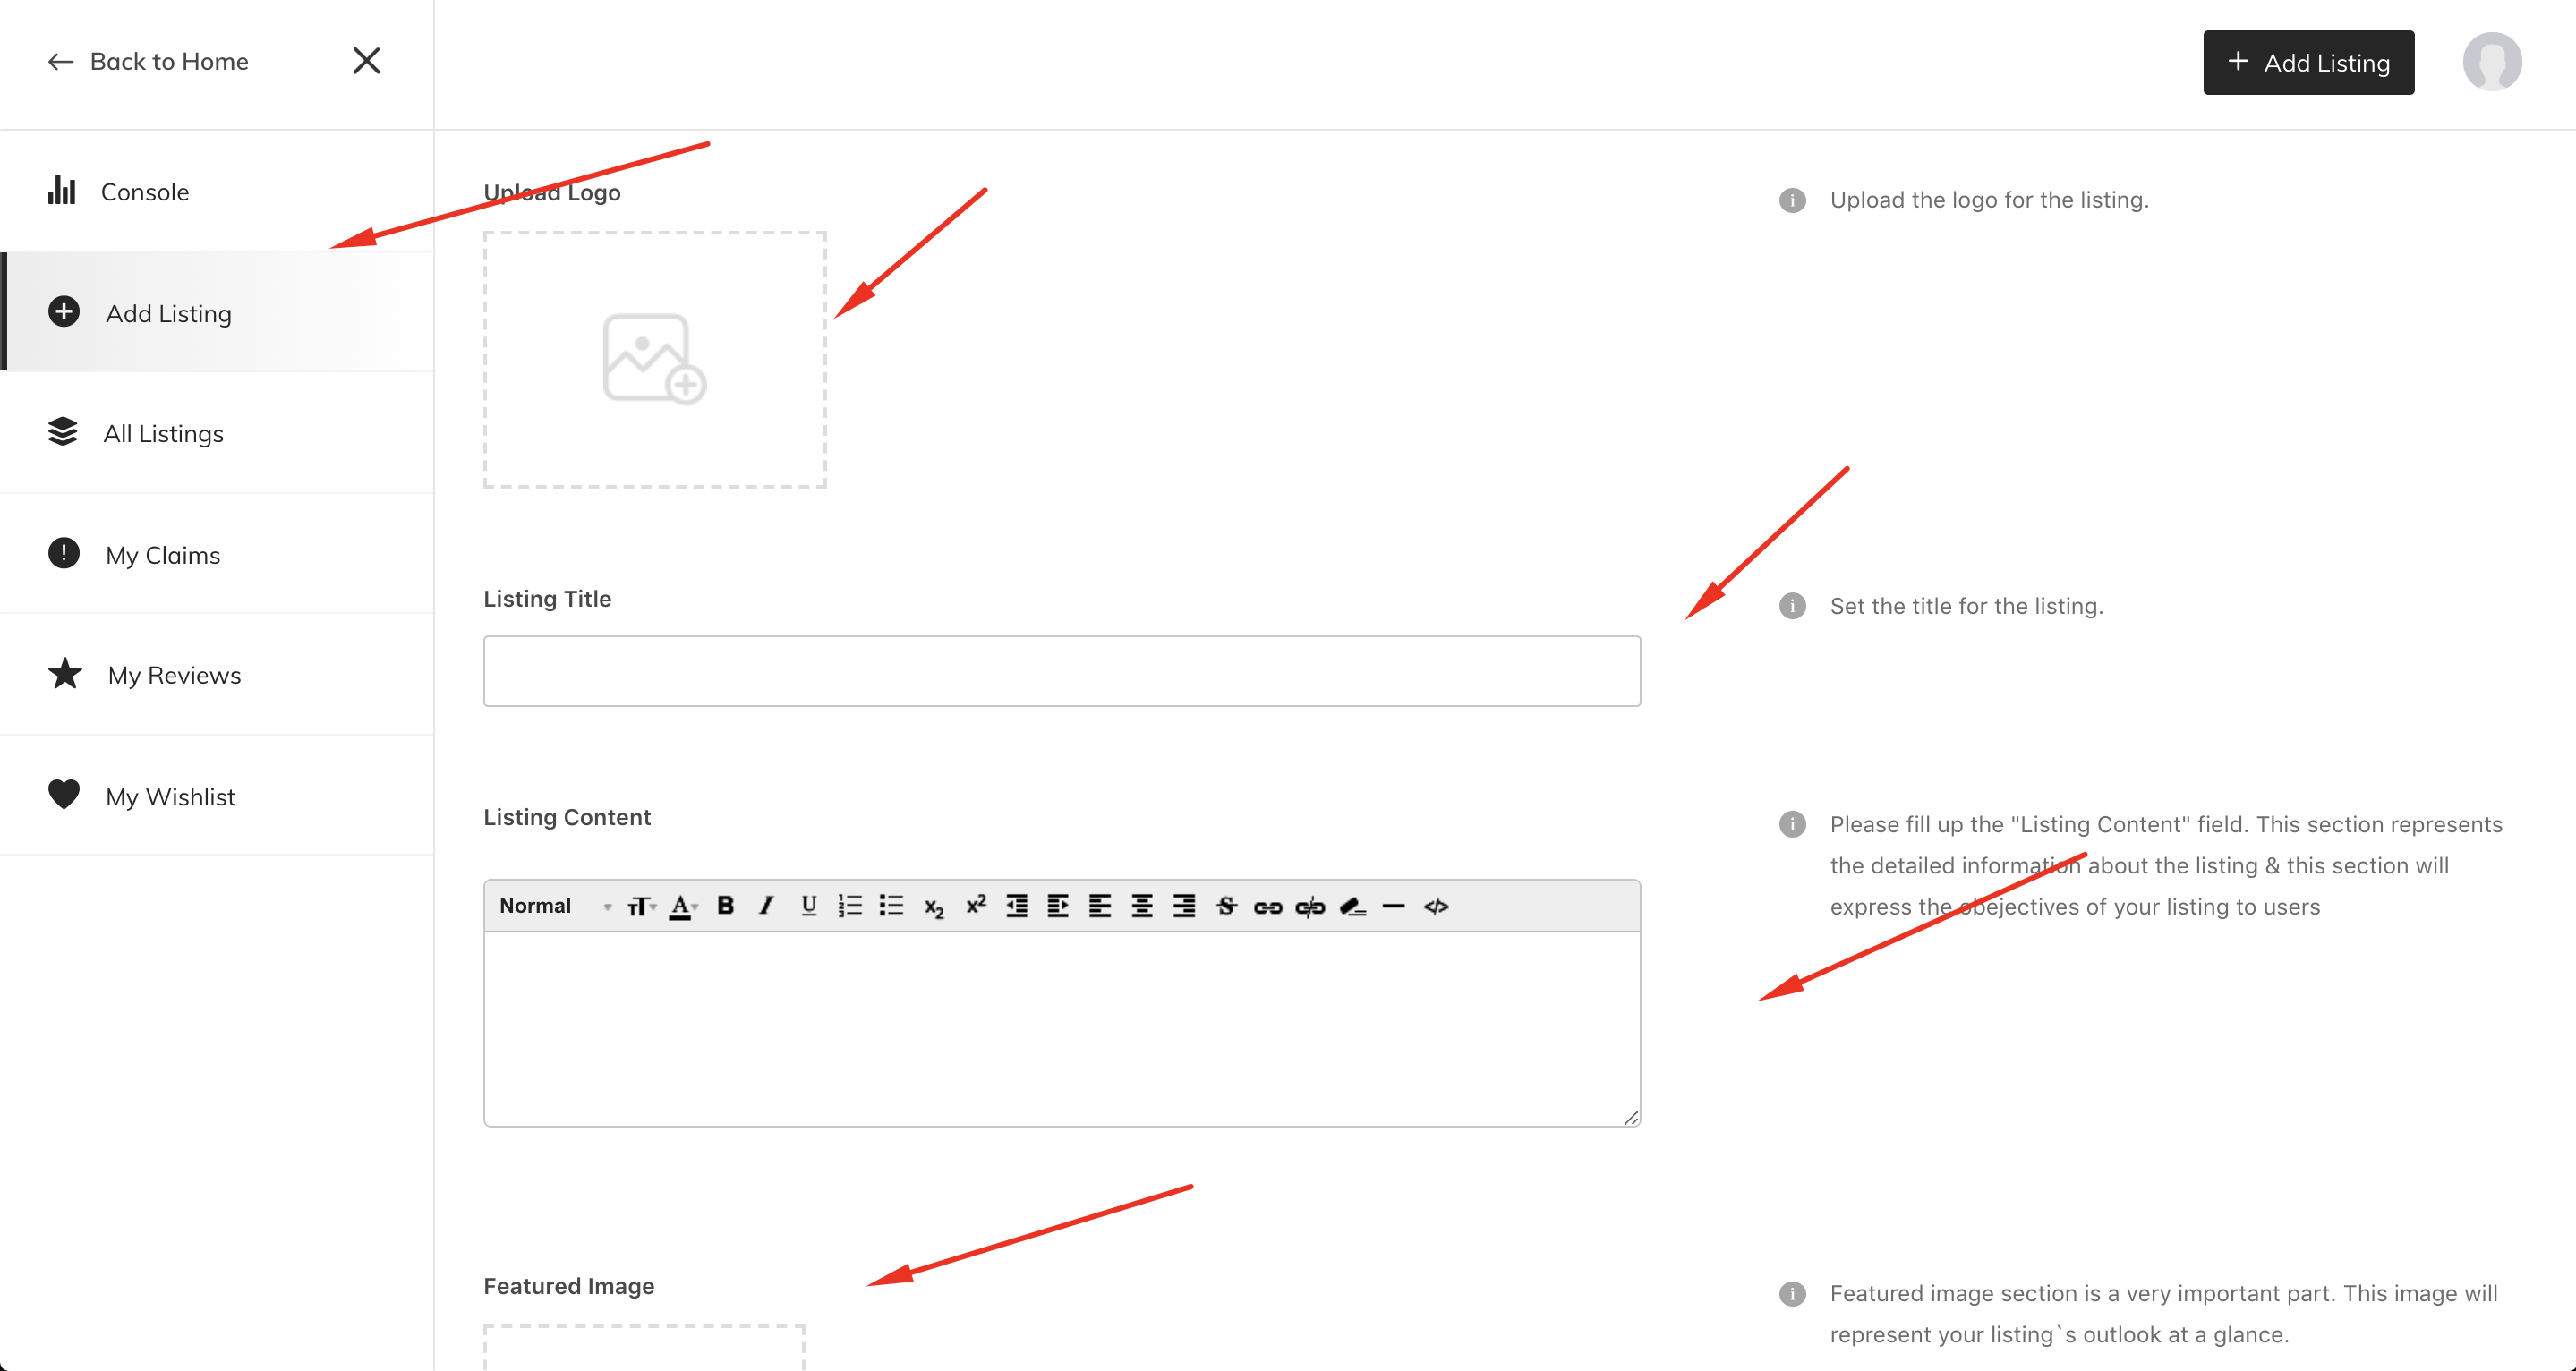 Back to Home
Add Listing
Console
Add Listing
All Listings
My Claims
My Reviews
My Wishlist
Upload Logo
Upload the logo for the listing.
Listing Title
Set the title for the listing.
Listing Content
Please fill up the "Listing Content" field. This section represents
the detailed information about the listing & this section will
express the obejectives of your listing to users
Normal
Featured Image
Featured image section is a very important part. This image will
represent your listing`s outlook at a glance.